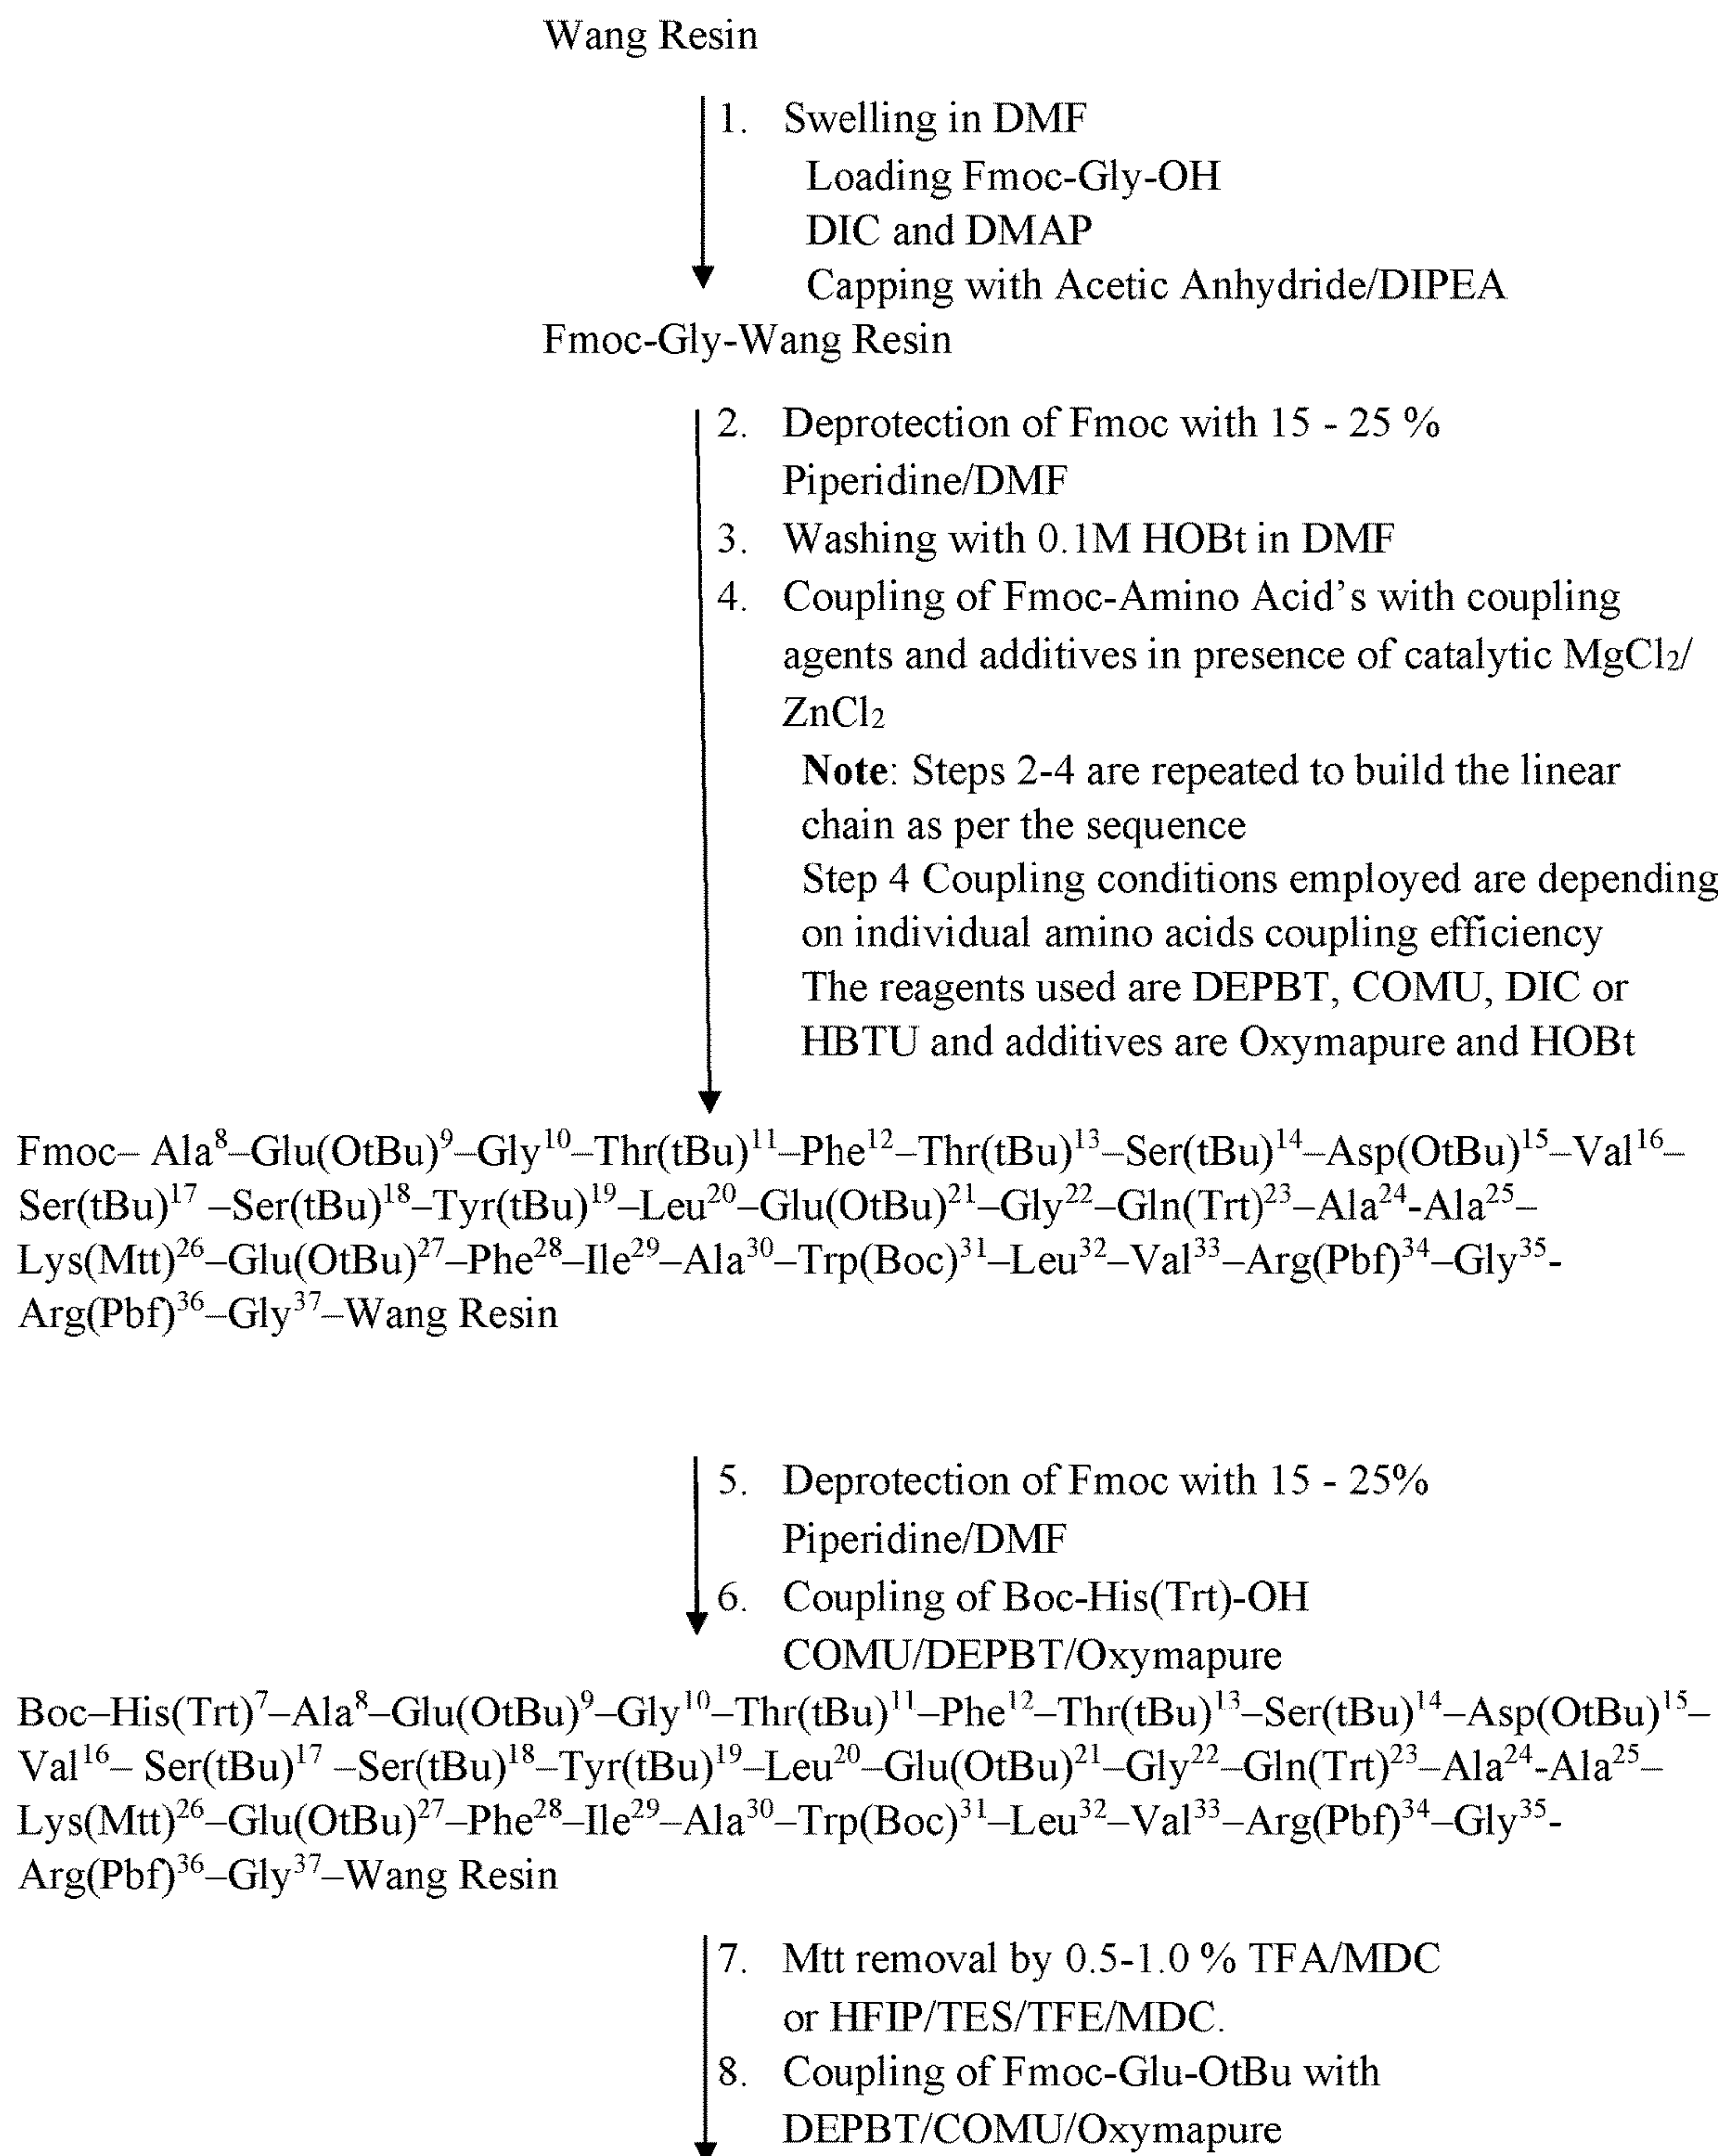 Wang Resin
1. Swelling in DMF
Loading Fmoc-Gly-OH
DIC and DMAP
Capping with Acetic Anhydride/DIPEA
Fmoc-Gly-Wang Resin
2. Deprotection of Fmoc with 15 - 25 %
Piperidine/DMF
3. Washing with 0.1M HOBt in DMF
4. Coupling of Fmoc-Amino Acid’s with coupling
agents and additives in presence of catalytic MgCl₂/
ZnCl₂
Note: Steps 2-4 are repeated to build the linear
chain as per the sequence
Step 4 Coupling conditions employed are depending
on individual amino acids coupling efficiency
The reagents used are DEPBT, COMU, DIC or
HBTU and additives are Oxymapure and HOBt
Fmoc– Ala⁸–Glu(OtBu)⁹–Gly¹⁰–Thr(tBu)¹¹–Phe¹²–Thr(tBu)¹³–Ser(tBu)¹⁴–Asp(OtBu)¹⁵–Val¹⁶–
Ser(tBu)¹⁷ –Ser(tBu)¹⁸–Tyr(tBu)¹⁹–Leu²⁰–Glu(OtBu)²¹–Gly²²–Gln(Trt)²³–Ala²⁴-Ala²⁵–
Lys(Mtt)²⁶–Glu(OtBu)²⁷–Phe²⁸–Ile²⁹–Ala³⁰–Trp(Boc)³¹–Leu³²–Val³³–Arg(Pbf)³⁴–Gly³⁵-
Arg(Pbf)³⁶–Gly³⁷–Wang Resin
5. Deprotection of Fmoc with 15 - 25%
Piperidine/DMF
6. Coupling of Boc-His(Trt)-OH
COMU/DEPBT/Oxymapure
Boc–His(Trt)⁷–Ala⁸–Glu(OtBu)⁹–Gly¹⁰–Thr(tBu)¹¹–Phe¹²–Thr(tBu)¹³–Ser(tBu)¹⁴–Asp(OtBu)¹⁵–
Val¹⁶– Ser(tBu)¹⁷ –Ser(tBu)¹⁸–Tyr(tBu)¹⁹–Leu²⁰–Glu(OtBu)²¹–Gly²²–Gln(Trt)²³–Ala²⁴-Ala²⁵–
Lys(Mtt)²⁶–Glu(OtBu)²⁷–Phe²⁸–Ile²⁹–Ala³⁰–Trp(Boc)³¹–Leu³²–Val³³–Arg(Pbf)³⁴–Gly³⁵-
Arg(Pbf)³⁶–Gly³⁷–Wang Resin
7. Mtt removal by 0.5-1.0 % TFA/MDC
or HFIP/TES/TFE/MDC.
8. Coupling of Fmoc-Glu-OtBu with
DEPBT/COMU/Oxymapure